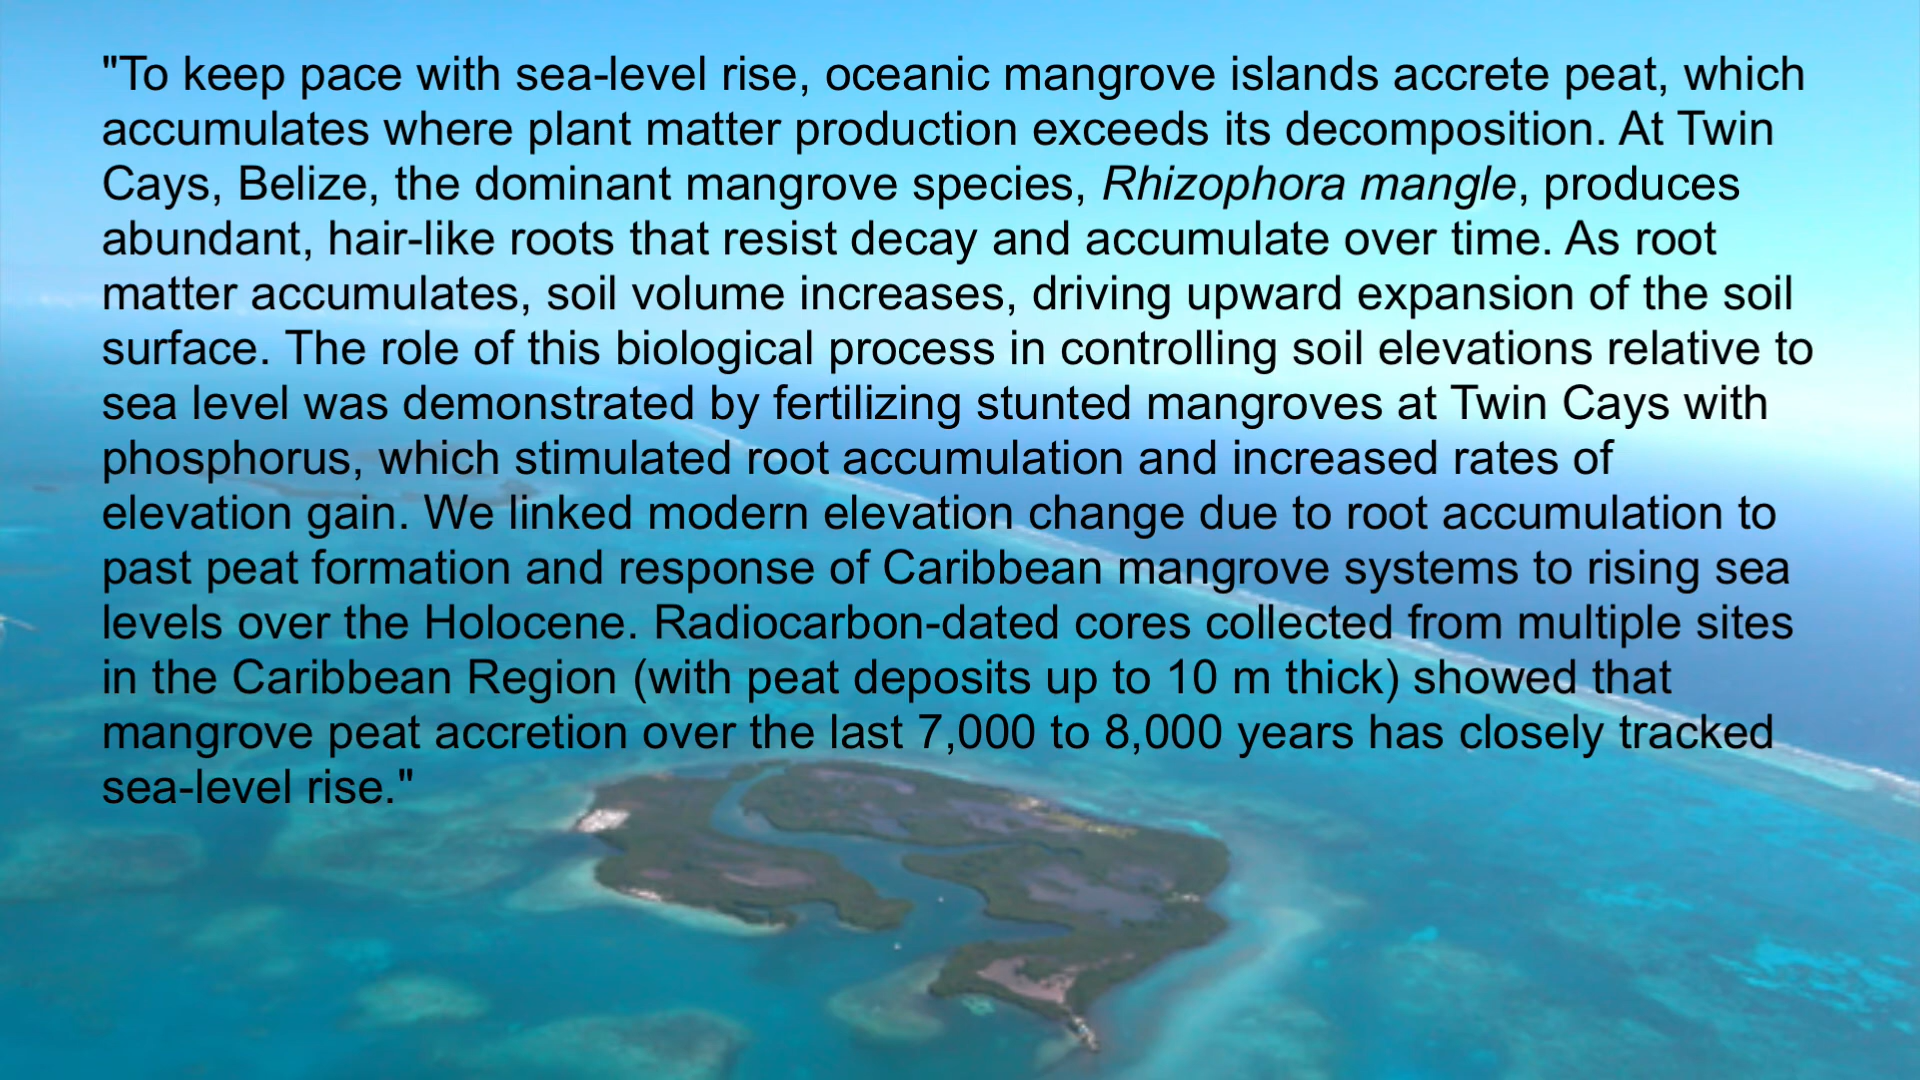 "To keep pace with sea-level rise, oceanic mangrove islands accrete peat, which
accumulates where plant matter production exceeds its decomposition. At Twin
Cays, Belize, the dominant mangrove species, Rhizophora mangle, produces
abundant, hair-like roots that resist decay and accumulate over time. As root
matter accumulates, soil volume increases, driving upward expansion of the soil
surface. The role of this biological process in controlling soil elevations relative to
sea level was demonstrated by fertilizing stunted mangroves at Twin Cays with
phosphorus, which stimulated root accumulation and increased rates of
elevation gain. We linked modern elevation change due to root accumulation to
past peat formation and response of Caribbean mangrove systems to rising sea
levels over the Holocene. Radiocarbon-dated cores collected from multiple sites
in the Caribbean Region (with peat deposits up to 10 m thick) showed that
mangrove peat accretion over the last 7,000 to 8,000 years has closely tracked
sea-level rise."